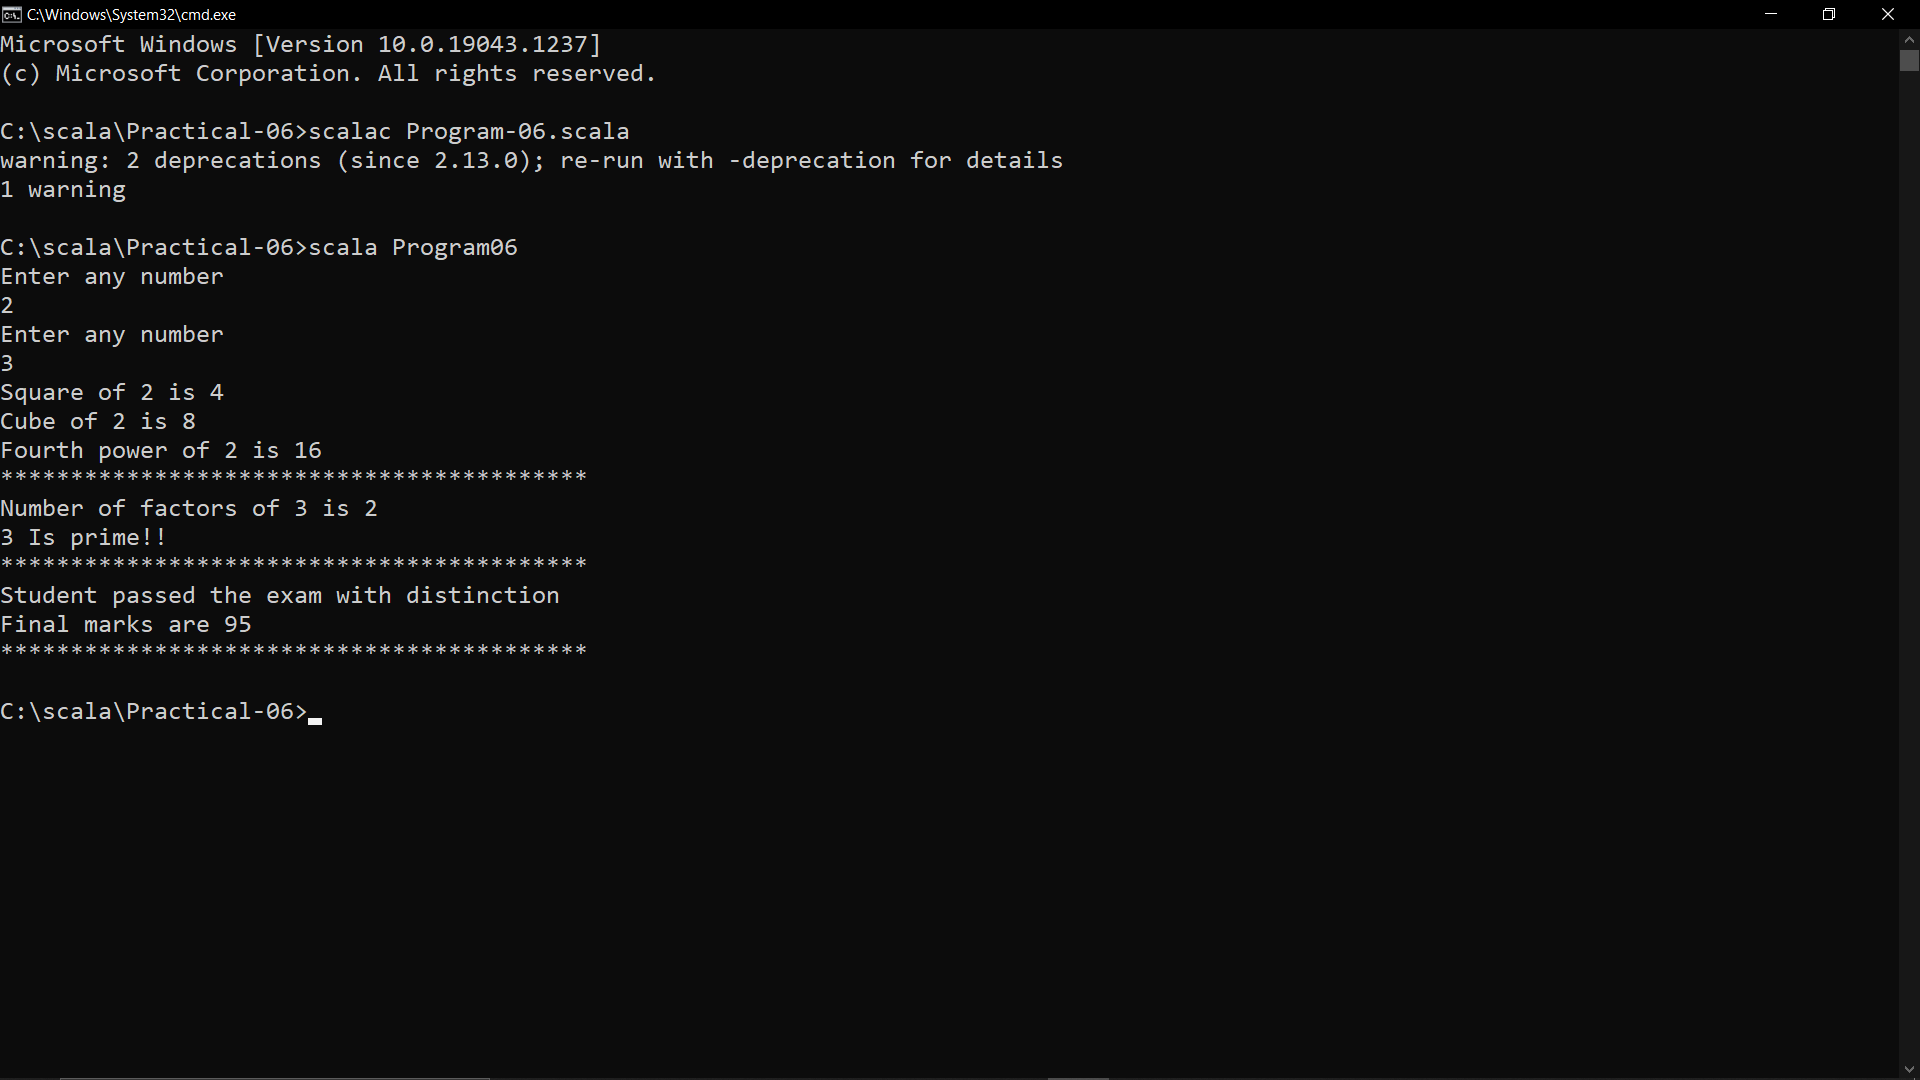 C:\Windows\System32\cmd.exe
Microsoft Windows [Version 10.0.19043.1237]
(c) Microsoft Corporation. All rights reserved.
C:\scala\Practical-06>scalac Program-06.scala
warning: 2 deprecations (since 2.13.0); re-run with -deprecation for details
1 warning
C:\scala\Practical-06>scala Program06
Enter any number
2
Enter any number
3
Square of 2 is 4
Cube of 2 is 8
Fourth power of 2 is 16
******************************************
Number of factors of 3 is 2
3 Is prime!!
******************************************
Student passed the exam with distinction
Final marks are 95
******************************************
C:\scala\Practical-06>